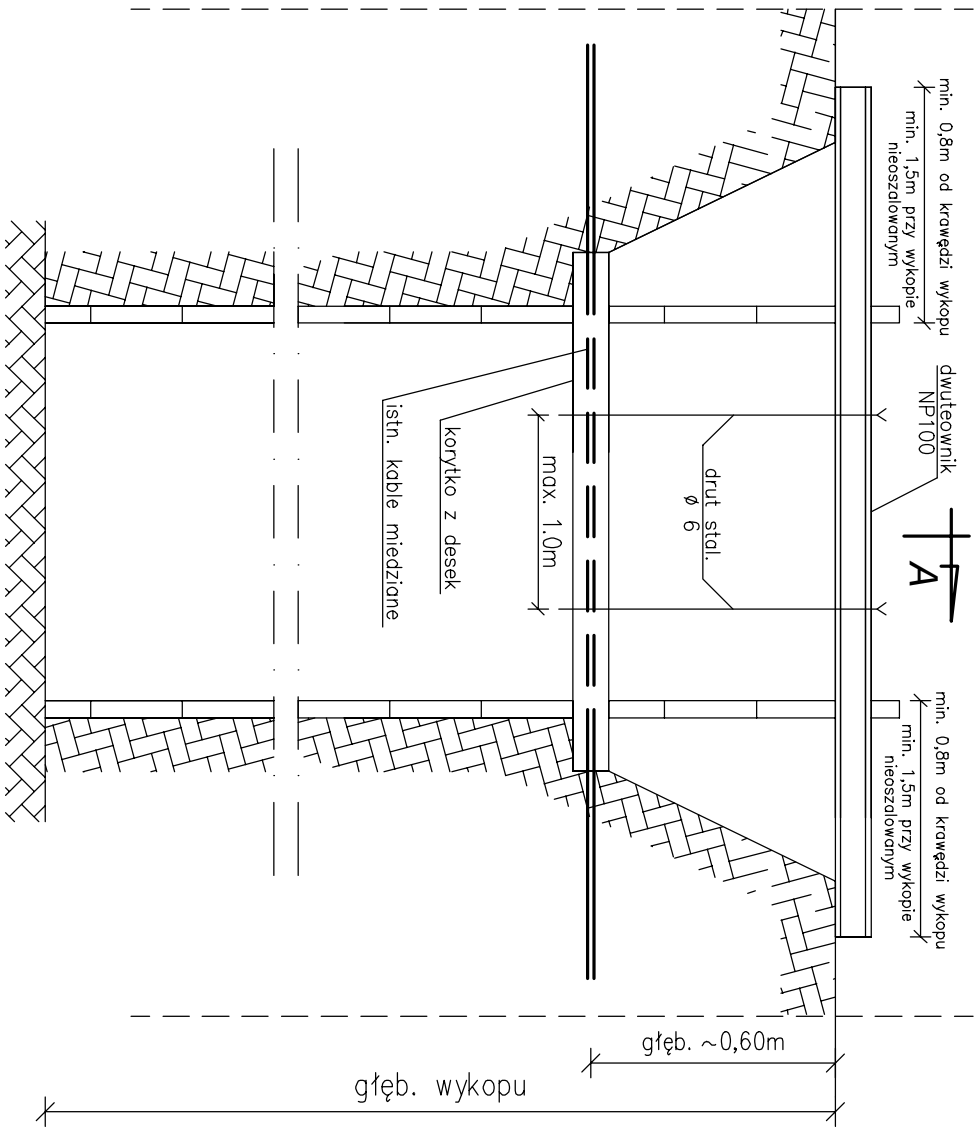 min. 0,8m od krawędzi wykopu
min. 1,5m przy wykopie
nieoszalowanym
dwuteownik
NP100
A
min. 0,8m od krawędzi wykopu
min. 1,5m przy wykopie
nieoszalowanym
drut stal.
ø 6
max. 1.0m
korytko z desek
istn. kable miedziane
głęb. ~0,60m
głęb. wykopu